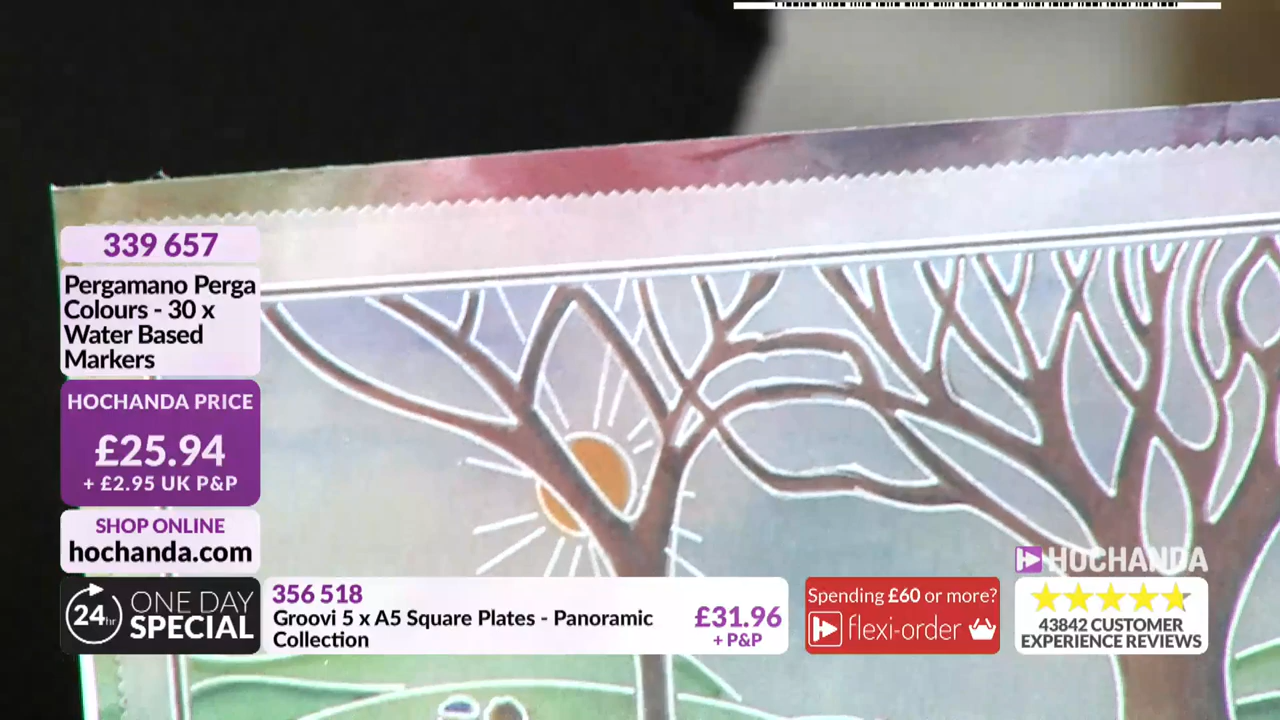 339 657
Pergamano Perga
Colours - 30 x
Water Based
Markers
HOCHANDA PRICE
£25.94
+ £2.95 UK P&P
SHOP ONLINE
hochanda.com
24hr
ONE DAY
SPECIAL
356 518
Groovi 5 x A5 Square Plates - Panoramic
Collection
£31.96
+ P&P
Spending £60 or more?
flexi-order
HOCHANDA
43842 CUSTOMER
EXPERIENCE REVIEWS